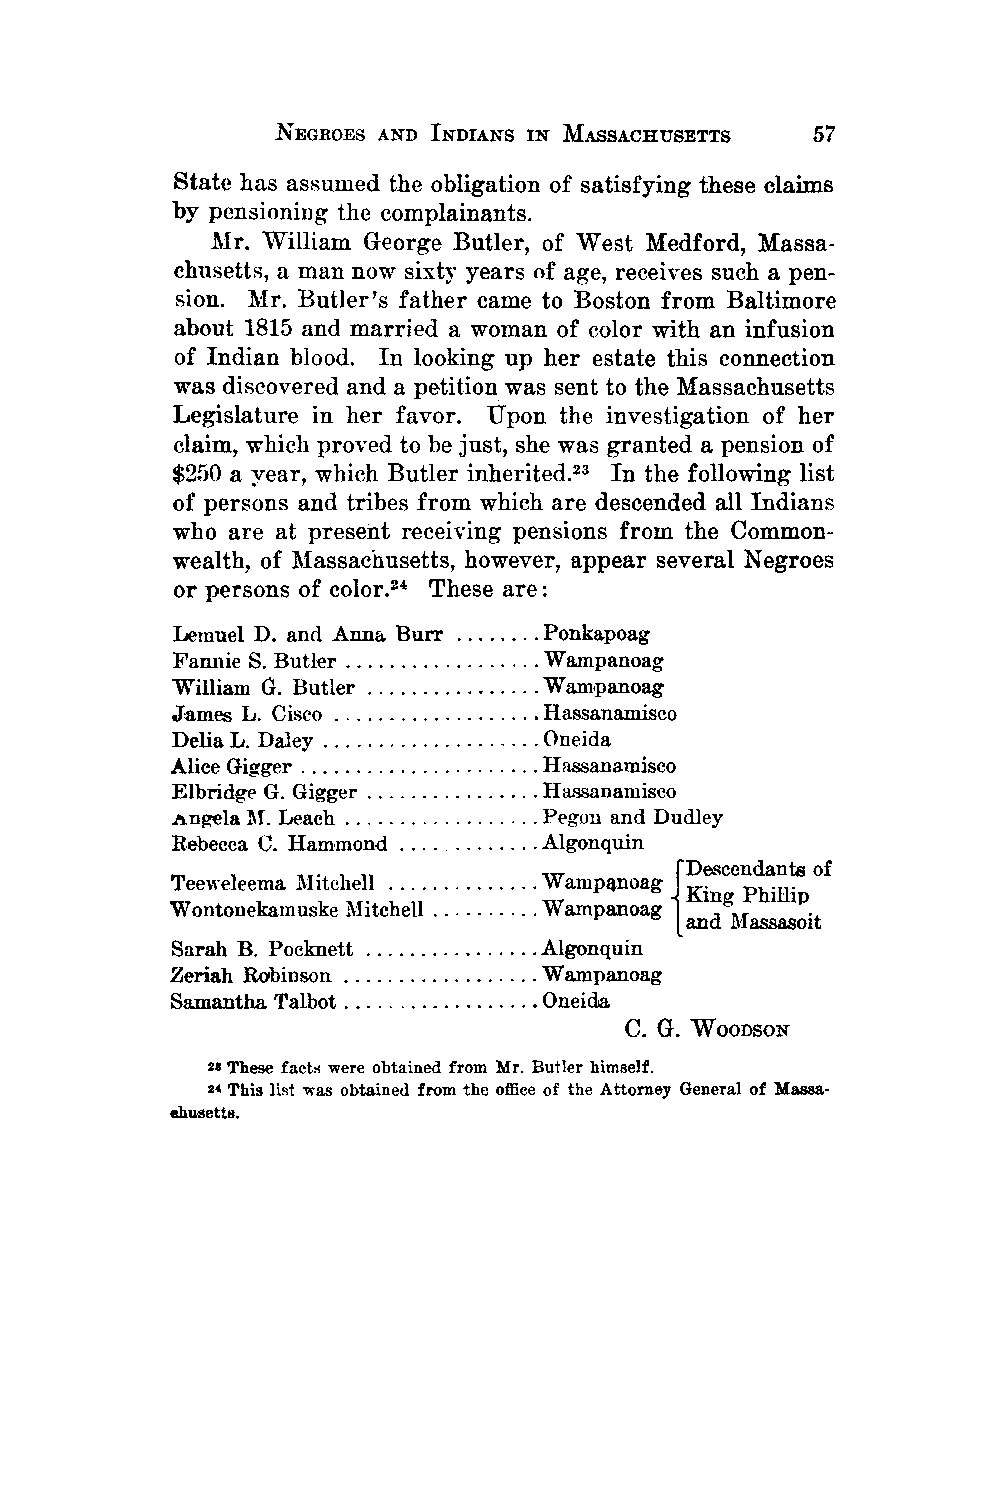 NEGROES AND INDIANS IN MASSACHUSETTS 57
State has assumed the obligation of satisfying these claims
by pensioning the complainants.
Mr. William George Butler, of West Medford, Massa-
chusetts, a man now sixty years of age, receives such a pen-
sion. Mr. Butler's father came to Boston from Baltimore
about 1815 and married a woman of color with an infusion
of Indian blood. In looking up her estate this connection
was discovered and a petition was sent to the Massachusetts
Legislature in her favor. Upon the investigation of her
claim, which proved to be just, she was granted a pension of
$250 a year, which Butler inherited.²³ In the following list
of persons and tribes from which are descended all Indians
who are at present receiving pensions from the Common-
wealth, of Massachusetts, however, appear several Negroes
or persons of color.²⁴ These are:
Lemuel D. and Anna Burr ........Ponkapoag
Fannie S. Butler ..................Wampanoag
William G. Butler ................Wampanoag
James L. Cisco ...................Hassanamisco
Delia L. Daley ....................Oneida
Alice Gigger ......................Hassanamisco
Elbridge G. Gigger ................Hassanamisco
Angela M. Leach ..................Pegon and Dudley
Rebecca C. Hammond .............Algonquin
Teeweleema Mitchell ..............Wampanoag
Wontonekamuske Mitchell ..........Wampanoag
Descendants of
King Phillip
and Massasoit
Sarah B. Pocknett ................Algonquin
Zeriah Robinson ..................Wampanoag
Samantha Talbot ..................Oneida
C. G. WOODSON
²³ These facts were obtained from Mr. Butler himself.
²⁴ This list was obtained from the office of the Attorney General of Massa-
chusetts.